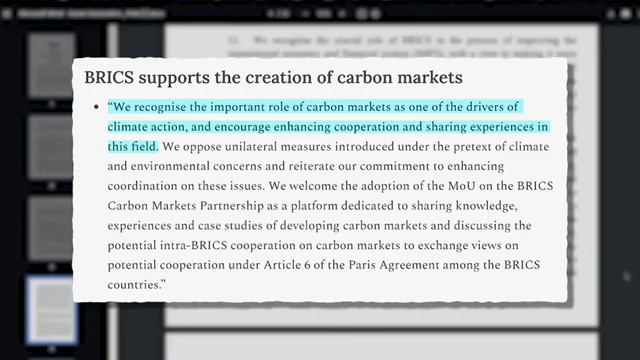 BRICS supports the creation of carbon markets
• “We recognise the important role of carbon markets as one of the drivers of
climate action, and encourage enhancing cooperation and sharing experiences in
this field. We oppose unilateral measures introduced under the pretext of climate
and environmental concerns and reiterate our commitment to enhancing
coordination on these issues. We welcome the adoption of the MoU on the BRICS
Carbon Markets Partnership as a platform dedicated to sharing knowledge,
experiences and case studies of developing carbon markets and discussing the
potential intra-BRICS cooperation on carbon markets to exchange views on
potential cooperation under Article 6 of the Paris Agreement among the BRICS
countries.”